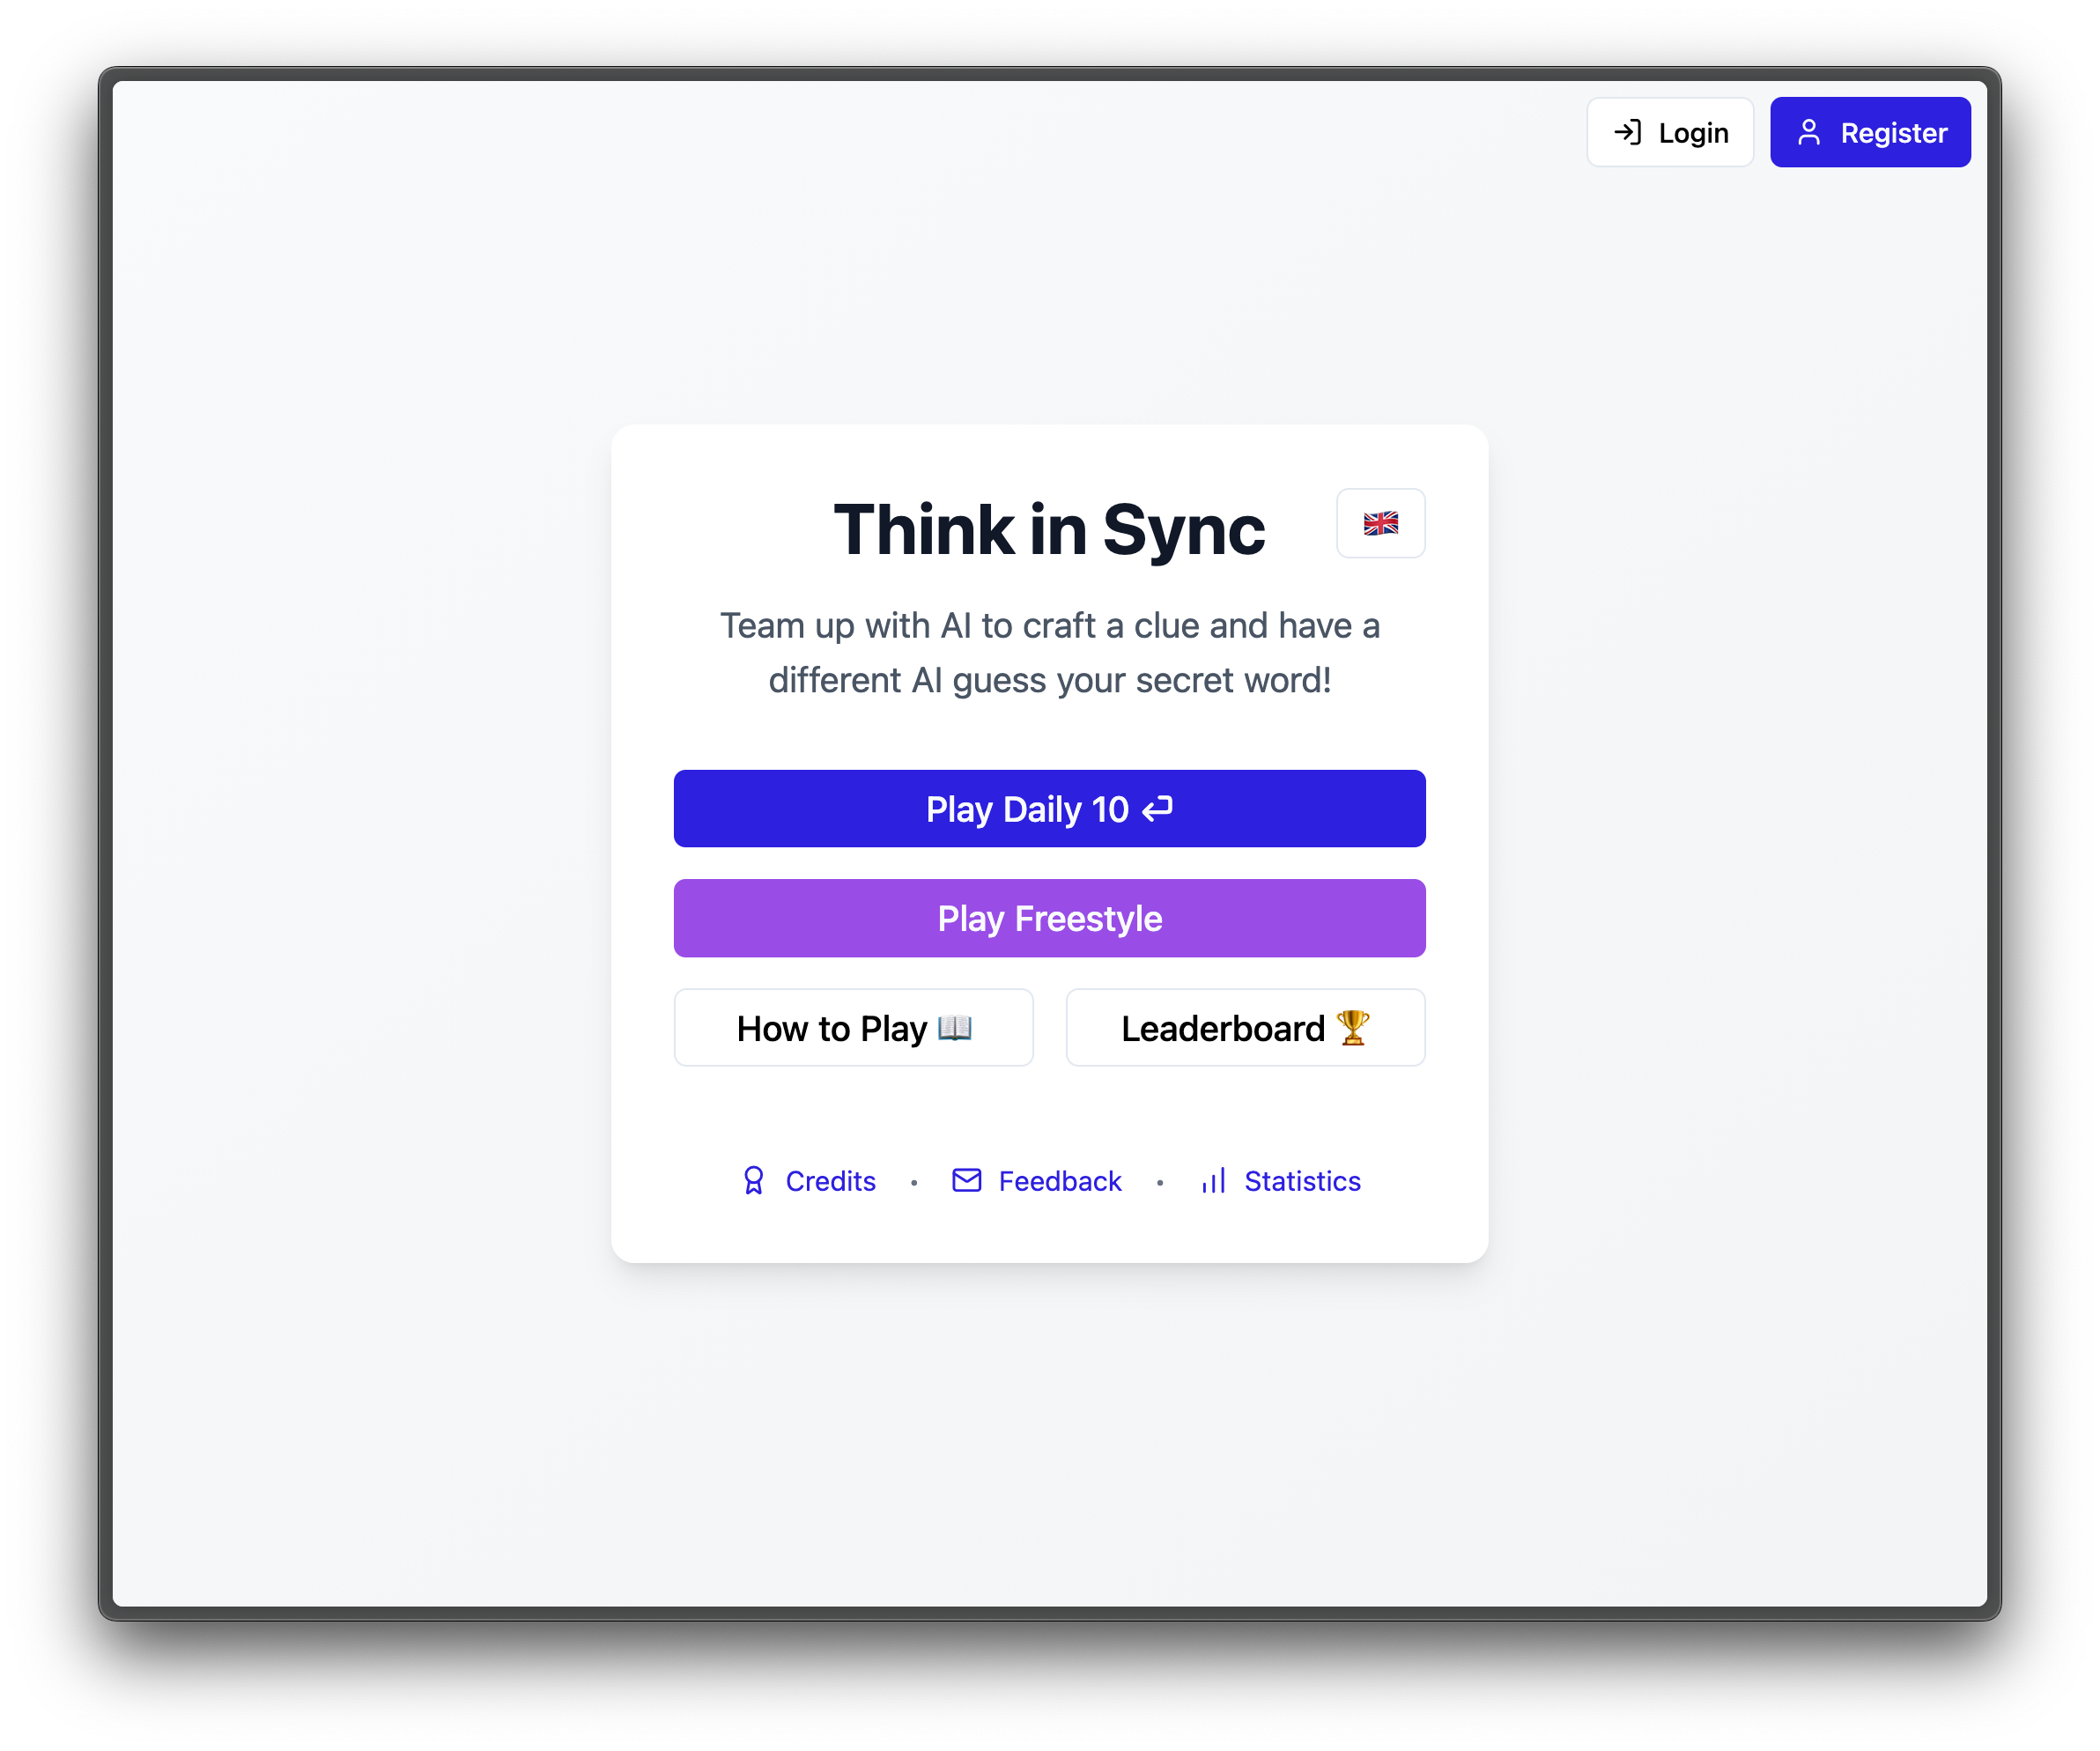 Login
Register
Think in Sync
Team up with AI to craft a clue and have a
different AI guess your secret word!
Play Daily 10
Play Freestyle
How to Play
Leaderboard
Credits • Feedback • Statistics